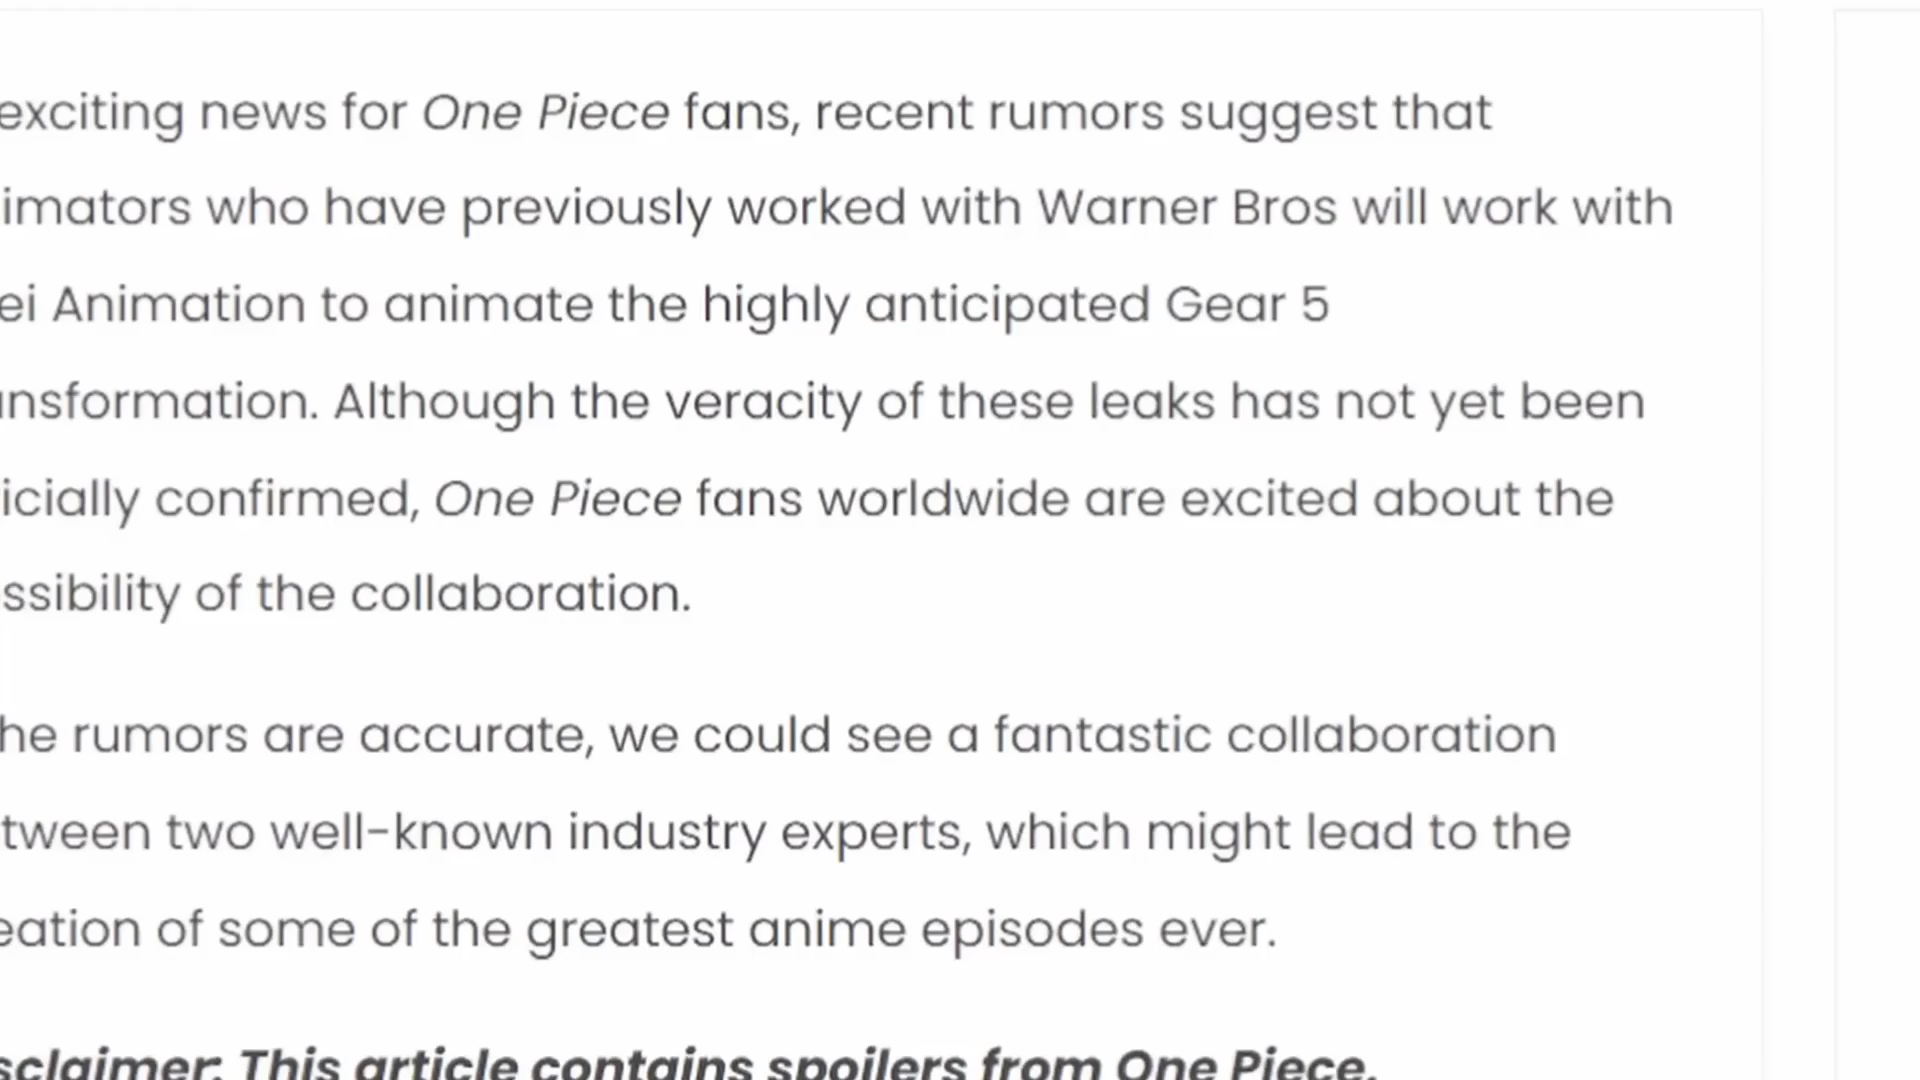 exciting news for One Piece fans, recent rumors suggest that
imators who have previously worked with Warner Bros will work with
ei Animation to animate the highly anticipated Gear 5
nsformation. Although the veracity of these leaks has not yet been
icially confirmed, One Piece fans worldwide are excited about the
ssibility of the collaboration.
he rumors are accurate, we could see a fantastic collaboration
tween two well-known industry experts, which might lead to the
eation of some of the greatest anime episodes ever.
sclaimer: This article contains spoilers from One Piece.